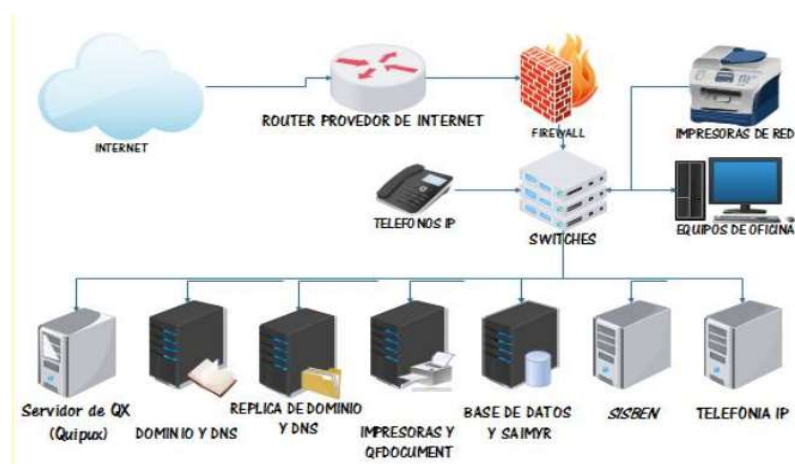 INTERNET
ROUTER PROVEDOR DE INTERNET
FIREWALL
IMPRESORAS DE RED
TELEFONOS IP
SWITCHES
EQUIPOS DE OFICINA
Servidor de QX
(Quipux)
DOMINIO Y DNS
REPLICA DE DOMINIO
Y DNS
IMPRESORAS Y
QFDOCUMENT
BASE DE DATOS
Y SAIMYR
SISBEN
TELEFONIA IP